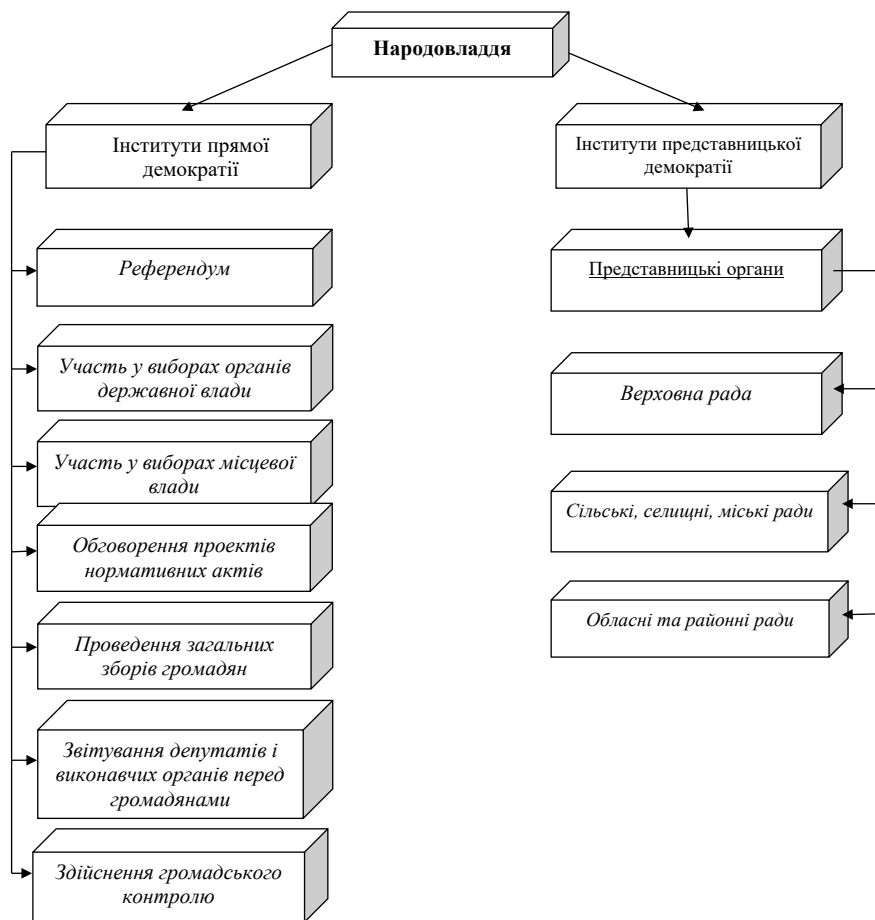 Народовладдя
Інститути прямої
демократії
Референдум
Участь у виборах органів
державної влади
Участь у виборах місцевої
влади
Обговорення проектів
нормативних актів
Проведення загальних
зборів громадян
Звітування депутатів і
виконавчих органів перед
громадянами
Здійснення громадського
контролю
Інститути представницької
демократії
Представницькі органи
Верховна рада
Сільські, селищні, міські ради
Обласні та районні ради